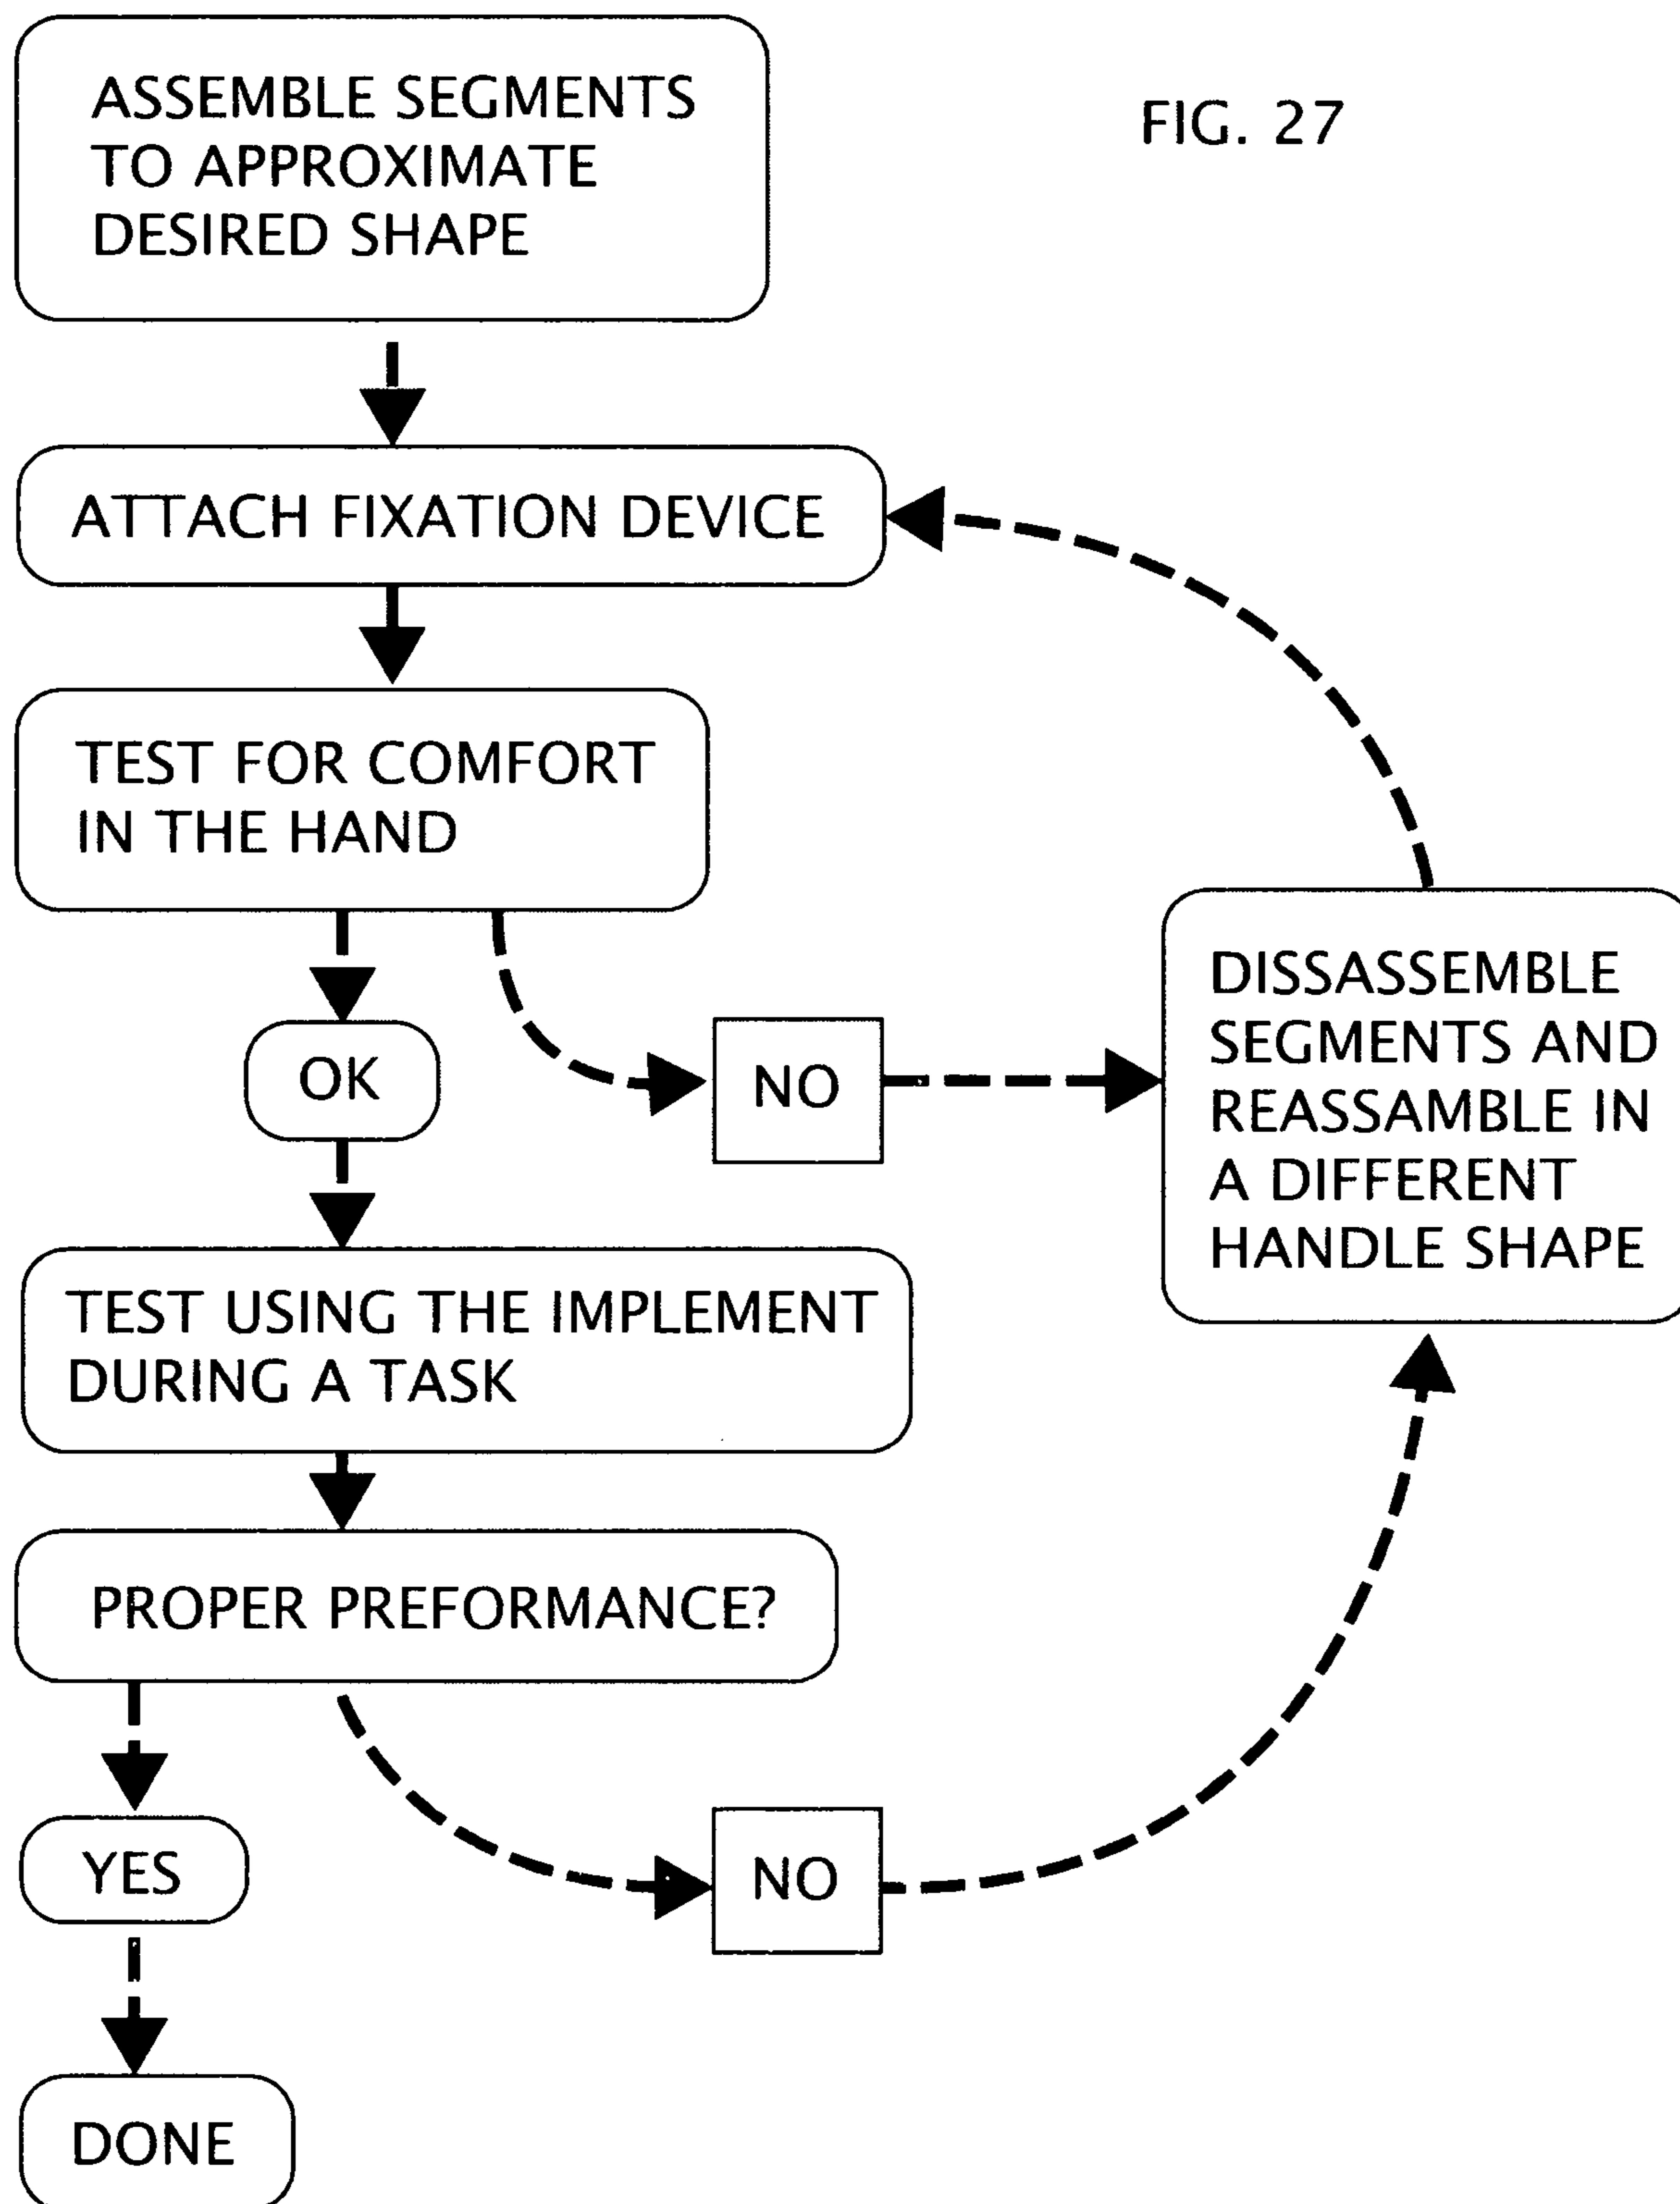 FIG. 27
ASSEMBLE SEGMENTS
TO APPROXIMATE
DESIRED SHAPE
ATTACH FIXATION DEVICE
TEST FOR COMFORT
IN THE HAND
OK
NO
DISSASSEMBLE
SEGMENTS AND
REASSAMBLE IN
A DIFFERENT
HANDLE SHAPE
TEST USING THE IMPLEMENT
DURING A TASK
PROPER PREFORMANCE?
YES
NO
DONE